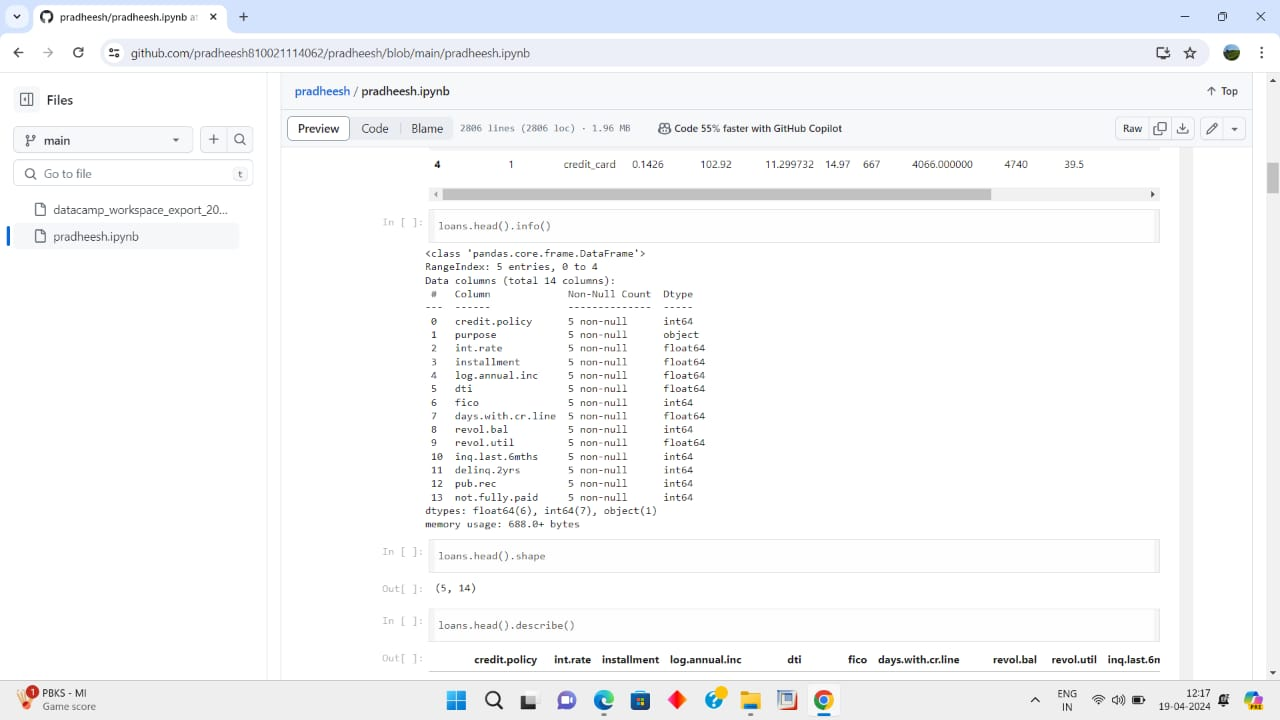 pradheesh/pradheesh.ipynb at
github.com/pradheesh810021114062/pradheesh/blob/main/pradheesh.ipynb
Files
main
Go to file
t
datacamp_workspace_export_20...
pradheesh.ipynb
pradheesh / pradheesh.ipynb
Top
Preview Code Blame 2806 lines (2806 loc) · 1.96 MB Code 55% faster with GitHub Copilot Raw
4 1 credit_card 0.1426 102.92 11.299732 14.97 667 4066.000000 4740 39.5
In [ ]: loans.head().info()
<class 'pandas.core.frame.DataFrame'>
RangeIndex: 5 entries, 0 to 4
Data columns (total 14 columns):
 #   Column             Non-Null Count  Dtype
---  ------             --------------  -----
 0   credit.policy      5 non-null      int64
 1   purpose            5 non-null      object
 2   int.rate           5 non-null      float64
 3   installment        5 non-null      float64
 4   log.annual.inc     5 non-null      float64
 5   dti                5 non-null      float64
 6   fico               5 non-null      int64
 7   days.with.cr.line  5 non-null      float64
 8   revol.bal          5 non-null      int64
 9   revol.util         5 non-null      float64
 10  inq.last.6mths     5 non-null      int64
 11  delinq.2yrs        5 non-null      int64
 12  pub.rec            5 non-null      int64
 13  not.fully.paid     5 non-null      int64
dtypes: float64(6), int64(7), object(1)
memory usage: 688.0+ bytes
In [ ]: loans.head().shape
Out[ ]: (5, 14)
In [ ]: loans.head().describe()
Out[ ]: credit.policy int.rate installment log.annual.inc dti fico days.with.cr.line revol.bal revol.util inq.last.6m
1
PBKS - MI
Game score
ENG
IN
12:17
19-04-2024
PRE